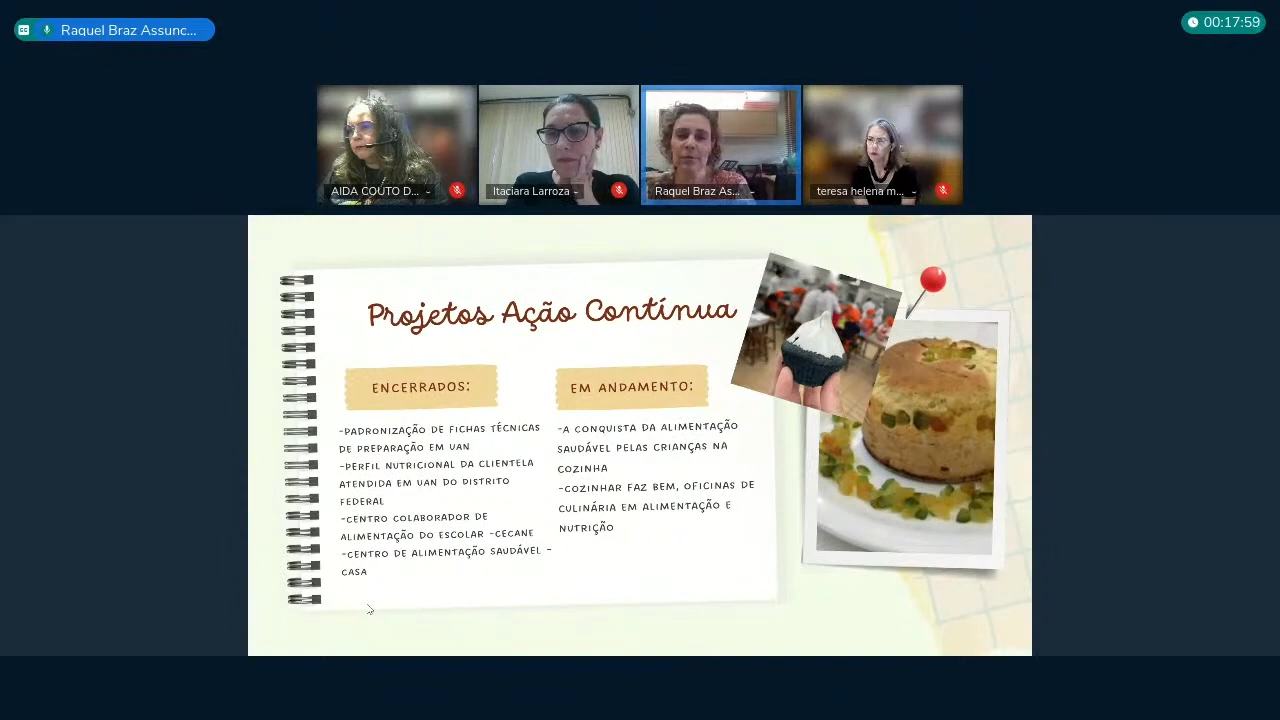 Raquel Braz Assunc...
00:17:59
AIDA COUTO D...
Itaciara Larroza
Raquel Braz As...
teresa helena m...
Projetos Ação Contínua
ENCERRADOS:
-PADRONIZAÇÃO DE FICHAS TÉCNICAS
DE PREPARAÇÃO EM UAN
-PERFIL NUTRICIONAL DA CLIENTELA
ATENDIDA EM UAN DO DISTRITO
FEDERAL
-CENTRO COLABORADOR DE
ALIMENTAÇÃO DO ESCOLAR -CECANE
-CENTRO DE ALIMENTAÇÃO SAUDÁVEL -
CASA
EM ANDAMENTO:
-A CONQUISTA DA ALIMENTAÇÃO
SAUDÁVEL PELAS CRIANÇAS NA
COZINHA
-COZINHAR FAZ BEM, OFICINAS DE
CULINÁRIA EM ALIMENTAÇÃO E
NUTRIÇÃO